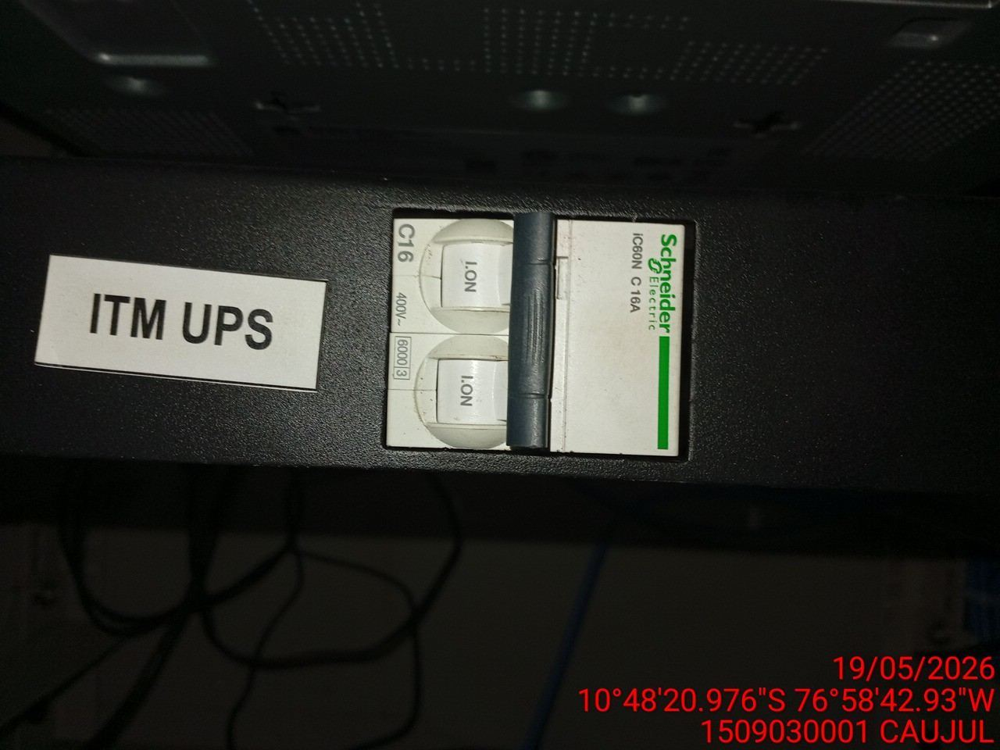 ITM UPS
C16
400V~
6000 3
I.ON
I.ON
Schneider
Electric
iC60N C 16A
19/05/2026
10°48'20.976"S 76°58'42.93"W
1509030001 CAUJUL